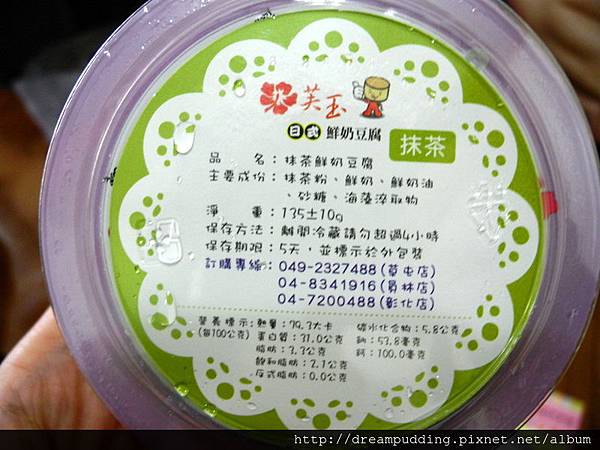 芙玉
日式 鮮奶豆腐
抹茶
品 名：抹茶鮮奶豆腐
主要成份：抹茶粉、鮮奶、鮮奶油
、砂糖、海藻淬取物
淨 重：135±10g
保存方法：離開冷藏請勿超過4小時
保存期限：5天，並標示於外包裝
訂購專線：049-2327488(草屯店)
04-8341916(員林店)
04-7200488(彰化店)
營養標示：熱量：79.3大卡 碳水化合物：5.8公克
(每100公克) 蛋白質：31.0公克 鈉：53.8毫克
脂肪：3.3公克 鈣：100.0毫克
飽和脂肪：2.1公克
反式脂肪：0.0公克
http://dreampudding.pixnet.net/album